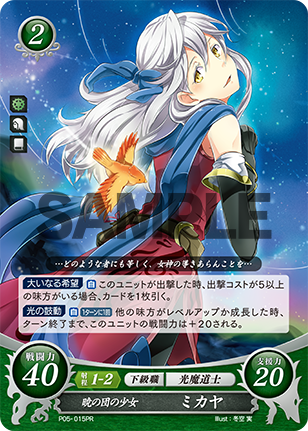 2
SAMPLE
…どのような者にも等しく、女神の導きあらんことを…
大いなる希望 自 このユニットが出撃した時、出撃コストが5以上
の味方がいる場合、カードを1枚引く。
光の鼓動 自 1ターンに1回 他の味方がレベルアップか成長した時、
ターン終了まで、このユニットの戦闘力は+20される。
戦闘力 40 射程 1-2 下級職 光魔道士 支援力 20
暁の団の少女 ミカヤ
P05-015PR Illust:冬空 実